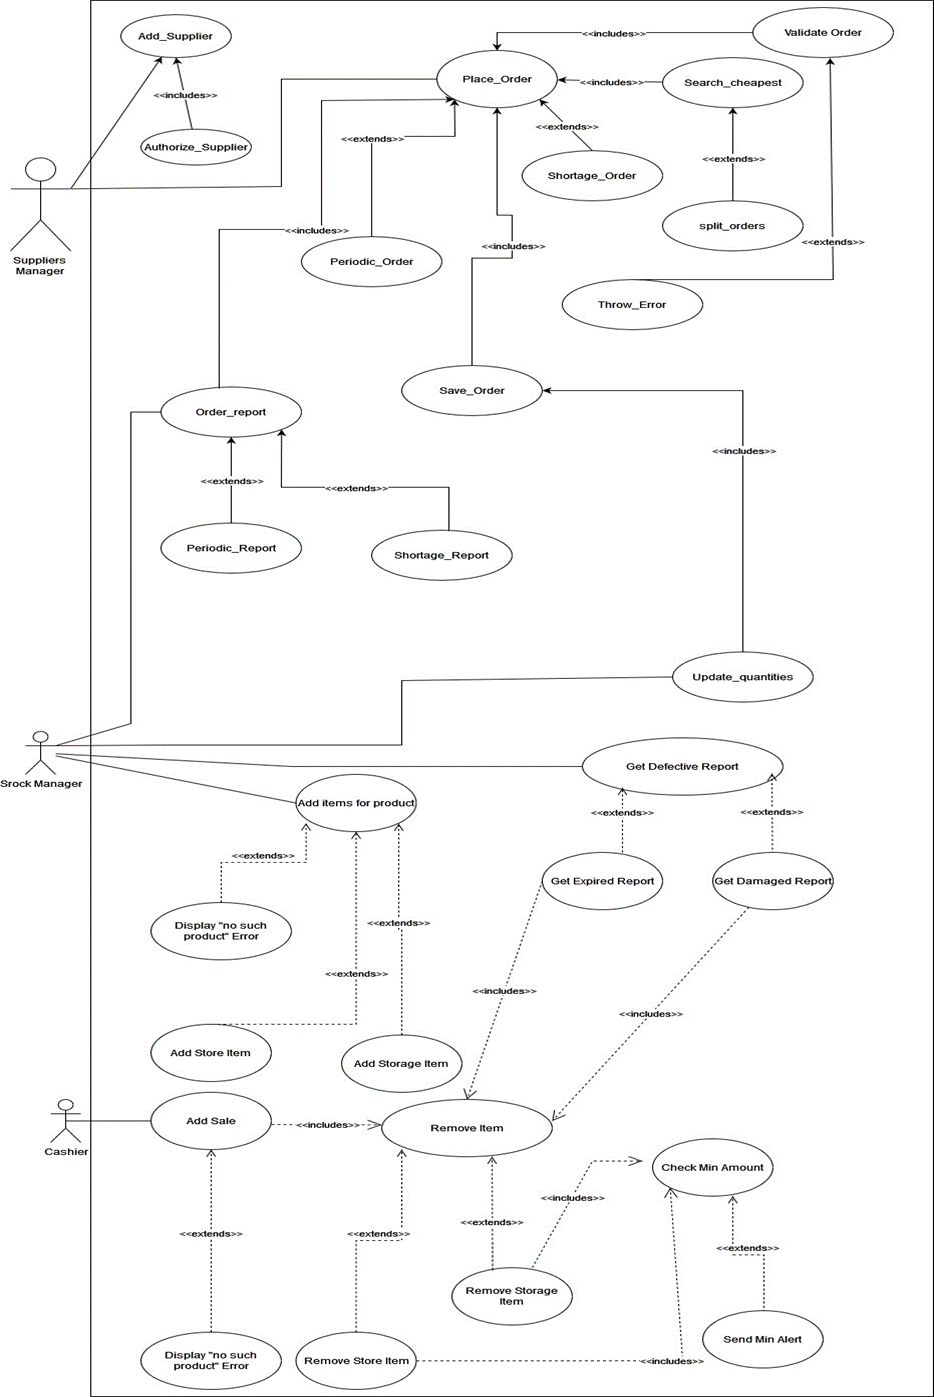 Add_Supplier
<<includes>>
Validate Order
Place_Order
<<includes>>
Search_cheapest
<<includes>>
<<extends>>
<<extends>>
Authorize_Supplier
<<extends>>
Shortage_Order
split_orders
<<includes>>
<<includes>>
<<extends>>
Suppliers
Manager
Periodic_Order
Throw_Error
Save_Order
Order_report
<<includes>>
<<extends>>
<<extends>>
Periodic_Report
Shortage_Report
Update_quantities
Srock Manager
Get Defective Report
Add items for product
<<extends>>
<<extends>>
<<extends>>
Get Expired Report
Get Damaged Report
<<extends>>
Display "no such
product" Error
<<extends>>
<<includes>>
<<includes>>
Add Store Item
Add Storage Item
Add Sale
<<includes>>
Remove Item
Cashier
Check Min Amount
<<includes>>
<<extends>>
<<extends>>
<<extends>>
<<extends>>
Remove Storage
Item
Send Min Alert
Display "no such
product" Error
Remove Store Item
<<includes>>